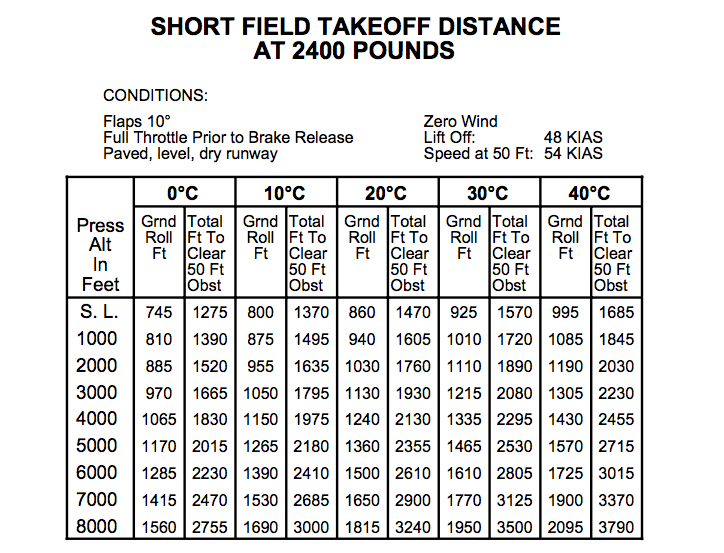 SHORT FIELD TAKEOFF DISTANCE
AT 2400 POUNDS
CONDITIONS:
Flaps 10° Zero Wind
Full Throttle Prior to Brake Release Lift Off: 48 KIAS
Paved, level, dry runway Speed at 50 Ft: 54 KIAS
0°C 10°C 20°C 30°C 40°C
Press Alt In Feet Grnd Roll Ft Total Ft To Clear 50 Ft Obst Grnd Roll Ft Total Ft To Clear 50 Ft Obst Grnd Roll Ft Total Ft To Clear 50 Ft Obst Grnd Roll Ft Total Ft To Clear 50 Ft Obst Grnd Roll Ft Total Ft To Clear 50 Ft Obst
S. L. 745 1275 800 1370 860 1470 925 1570 995 1685
1000 810 1390 875 1495 940 1605 1010 1720 1085 1845
2000 885 1520 955 1635 1030 1760 1110 1890 1190 2030
3000 970 1665 1050 1795 1130 1930 1215 2080 1305 2230
4000 1065 1830 1150 1975 1240 2130 1335 2295 1430 2455
5000 1170 2015 1265 2180 1360 2355 1465 2530 1570 2715
6000 1285 2230 1390 2410 1500 2610 1610 2805 1725 3015
7000 1415 2470 1530 2685 1650 2900 1770 3125 1900 3370
8000 1560 2755 1690 3000 1815 3240 1950 3500 2095 3790